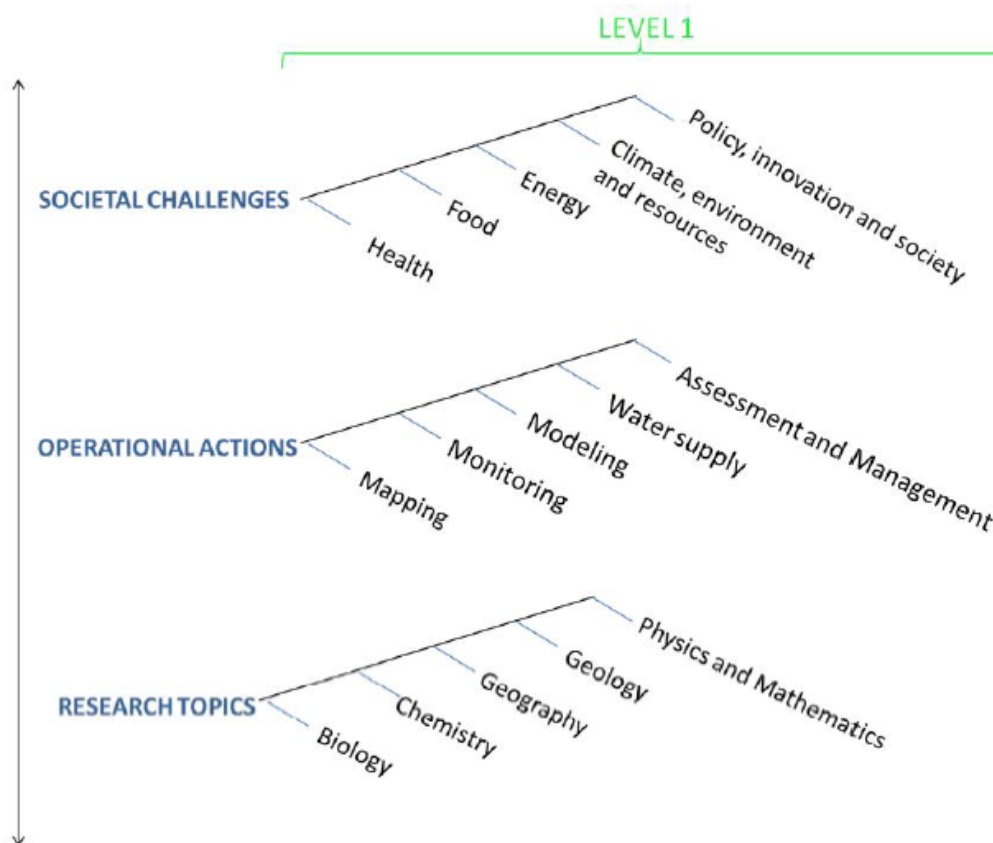 LEVEL 1
SOCIETAL CHALLENGES
Health
Food
Energy
Climate, environment
and resources
Policy, innovation and society
OPERATIONAL ACTIONS
Mapping
Monitoring
Modeling
Water supply
Assessment and Management
RESEARCH TOPICS
Biology
Chemistry
Geography
Geology
Physics and Mathematics